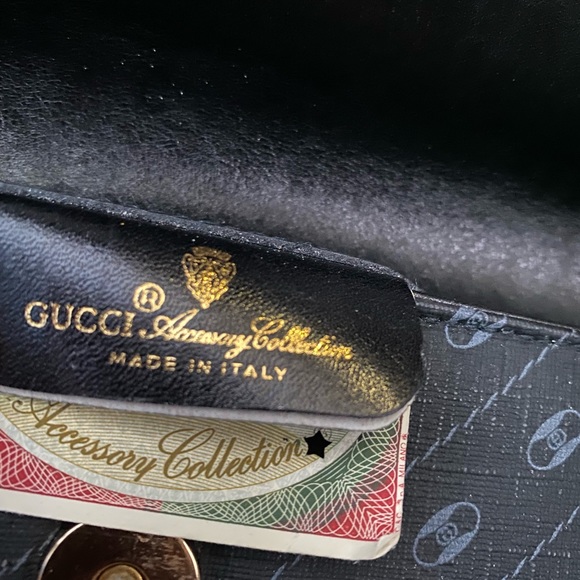 ®
GUCCI Accessory Collection
MADE IN ITALY
Accessory Collection